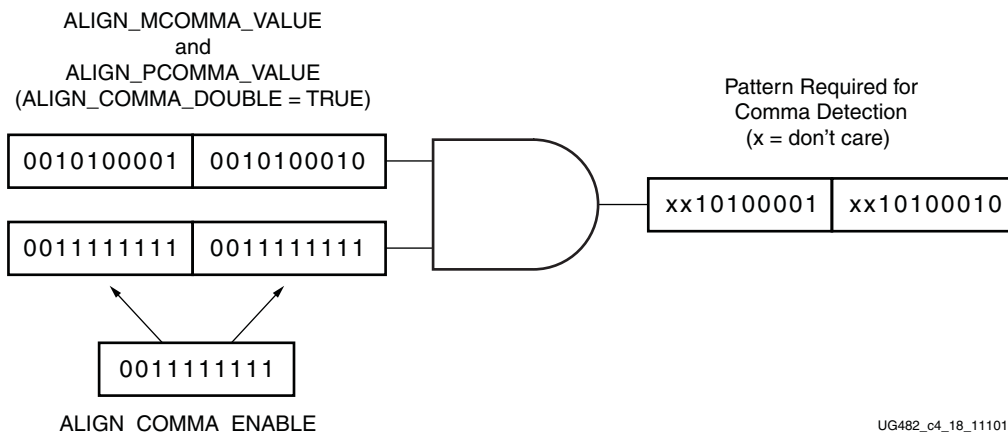 ALIGN_MCOMMA_VALUE
and
ALIGN_PCOMMA_VALUE
(ALIGN_COMMA_DOUBLE = TRUE)
Pattern Required for
Comma Detection
(x = don't care)
0010100001 0010100010
xx10100001 xx10100010
0011111111 0011111111
0011111111
ALIGN_COMMA_ENABLE
UG482_c4_18_11101